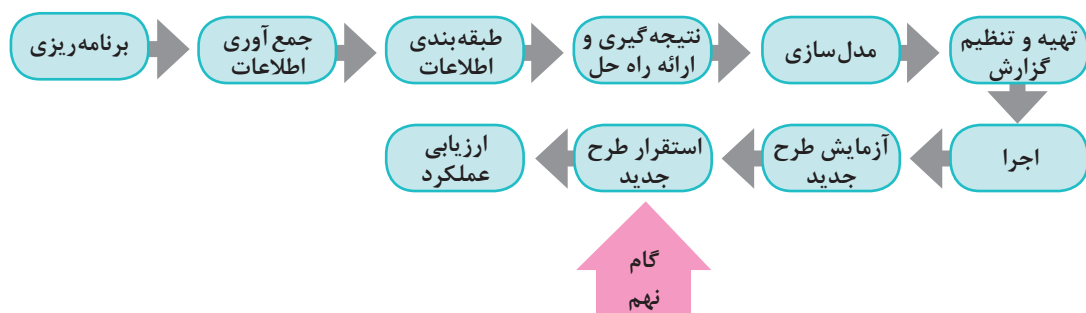 برنامه‌ریزی
جمع‌آوری
اطلاعات
طبقه‌بندی
اطلاعات
نتیجه‌گیری و
ارائه راه حل
مدل‌سازی
تهیه و تنظیم
گزارش
اجرا
آزمایش طرح
جدید
استقرار طرح
جدید
ارزیابی
عملکرد
گام
نهم